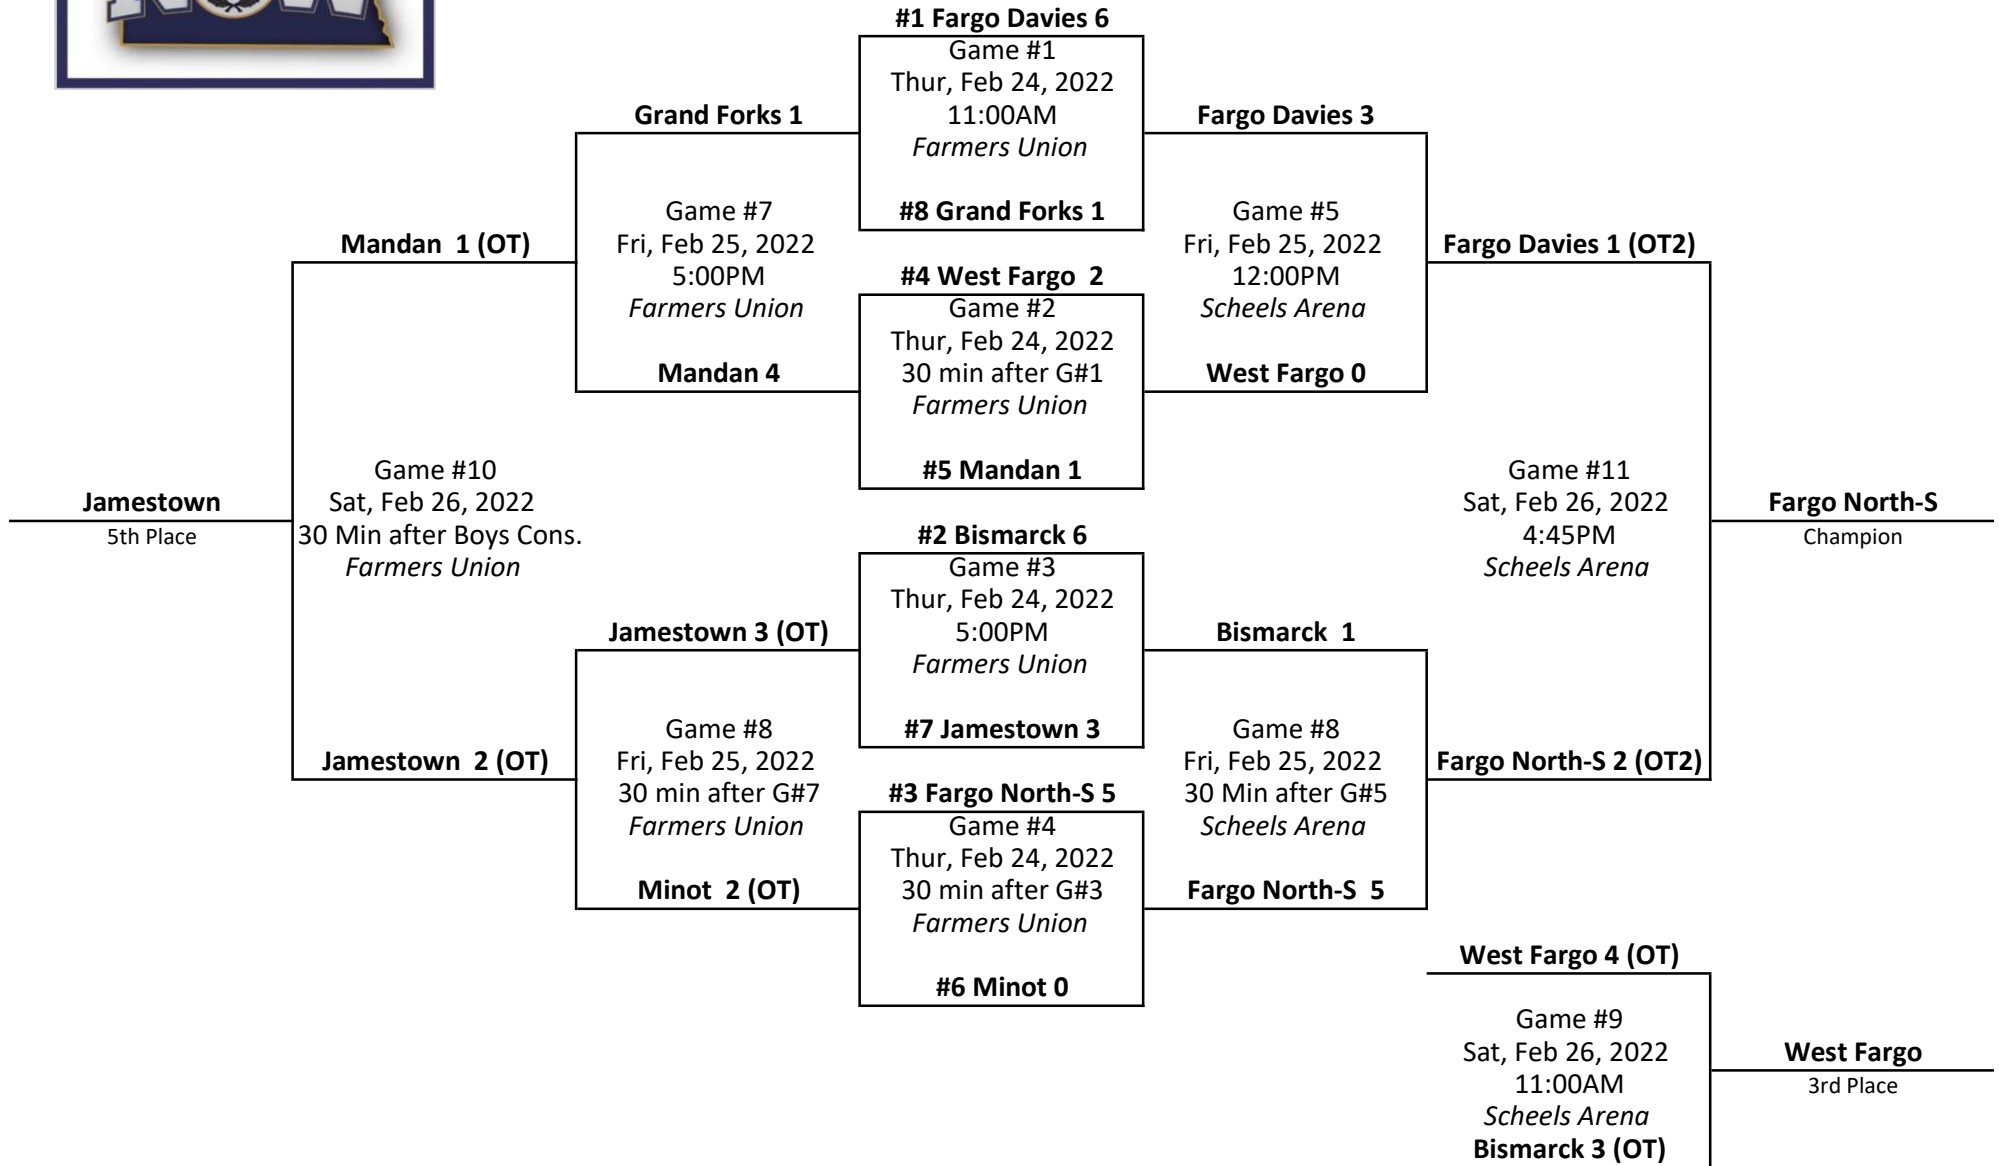 NOW
#1 Fargo Davies 6
Game #1
Thur, Feb 24, 2022
11:00AM
Farmers Union
#8 Grand Forks 1
Grand Forks 1
Game #7
Fri, Feb 25, 2022
5:00PM
Farmers Union
Mandan 4
Fargo Davies 3
Game #5
Fri, Feb 25, 2022
12:00PM
Scheels Arena
West Fargo 0
Mandan 1 (OT)
Fargo Davies 1 (OT2)
#4 West Fargo 2
Game #2
Thur, Feb 24, 2022
30 min after G#1
Farmers Union
#5 Mandan 1
Jamestown
5th Place
Game #10
Sat, Feb 26, 2022
30 Min after Boys Cons.
Farmers Union
Game #11
Sat, Feb 26, 2022
4:45PM
Scheels Arena
Fargo North-S
Champion
#2 Bismarck 6
Game #3
Thur, Feb 24, 2022
5:00PM
Farmers Union
#7 Jamestown 3
Jamestown 3 (OT)
Game #8
Fri, Feb 25, 2022
30 min after G#7
Farmers Union
Minot 2 (OT)
Bismarck 1
Game #8
Fri, Feb 25, 2022
30 Min after G#5
Scheels Arena
Fargo North-S 5
Jamestown 2 (OT)
Fargo North-S 2 (OT2)
#3 Fargo North-S 5
Game #4
Thur, Feb 24, 2022
30 min after G#3
Farmers Union
#6 Minot 0
West Fargo 4 (OT)
Game #9
Sat, Feb 26, 2022
11:00AM
Scheels Arena
Bismarck 3 (OT)
West Fargo
3rd Place